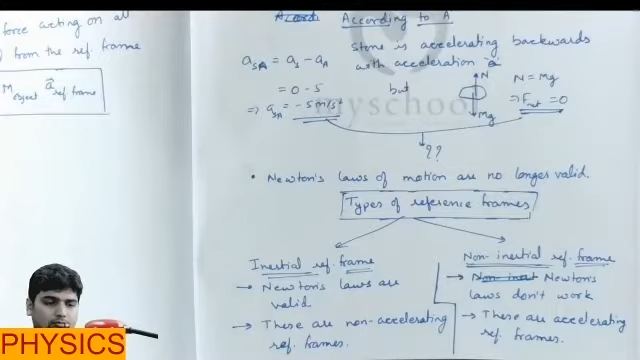 force acting on all
from the ref. frame
M object a⃗ ref frame
According to A
Stone is accelerating backwards
with acceleration
a_SA = a_S - a_A
= 0 - 5
⇒ a_SA = -5 m/s²
but
N
Mg
N = Mg
⇒ F_net = 0
myschool
??
• Newton's laws of motion are no longer valid.
Types of reference frames
Inertial ref. frame
→ Newton's laws are
valid
→ These are non-accelerating
ref. frames.
Non-inertial ref. frame
→ Newton's
laws don't work
→ These are accelerating
ref. frames.
PHYSICS